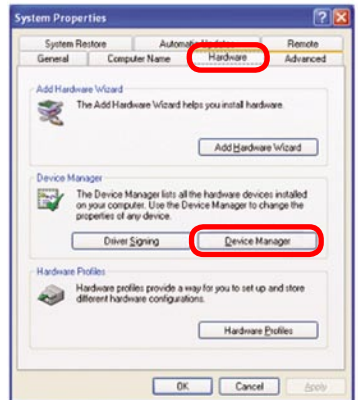 System Properties
System Restore Automatic Updates Remote
General Computer Name Hardware Advanced
Add Hardware Wizard
The Add Hardware Wizard helps you install hardware.
Add Hardware Wizard
Device Manager
The Device Manager lists all the hardware devices installed
on your computer. Use the Device Manager to change the
properties of any device.
Driver Signing Device Manager
Hardware Profiles
Hardware profiles provide a way for you to set up and store
different hardware configurations.
Hardware Profiles
OK Cancel Apply